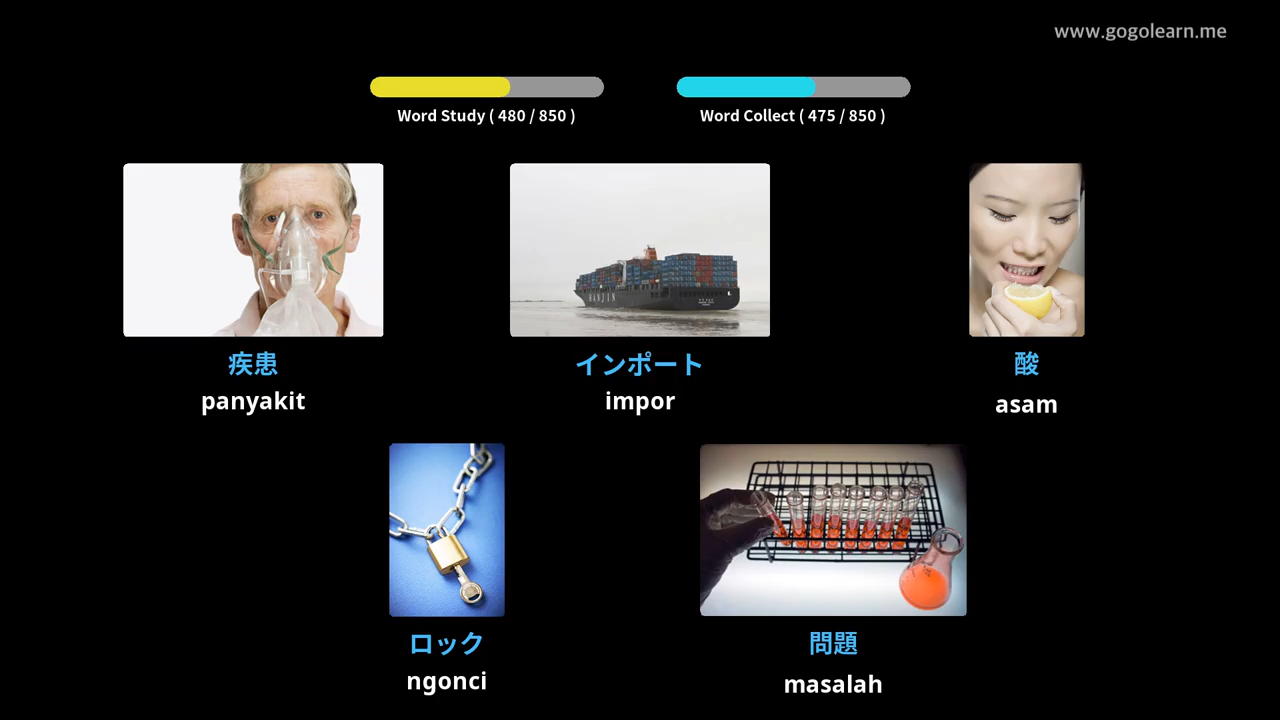 www.gogolearn.me
Word Study ( 480 / 850 )
Word Collect ( 475 / 850 )
HANJIN
疾患
インポート
酸
panyakit
impor
asam
ロック
問題
ngonci
masalah